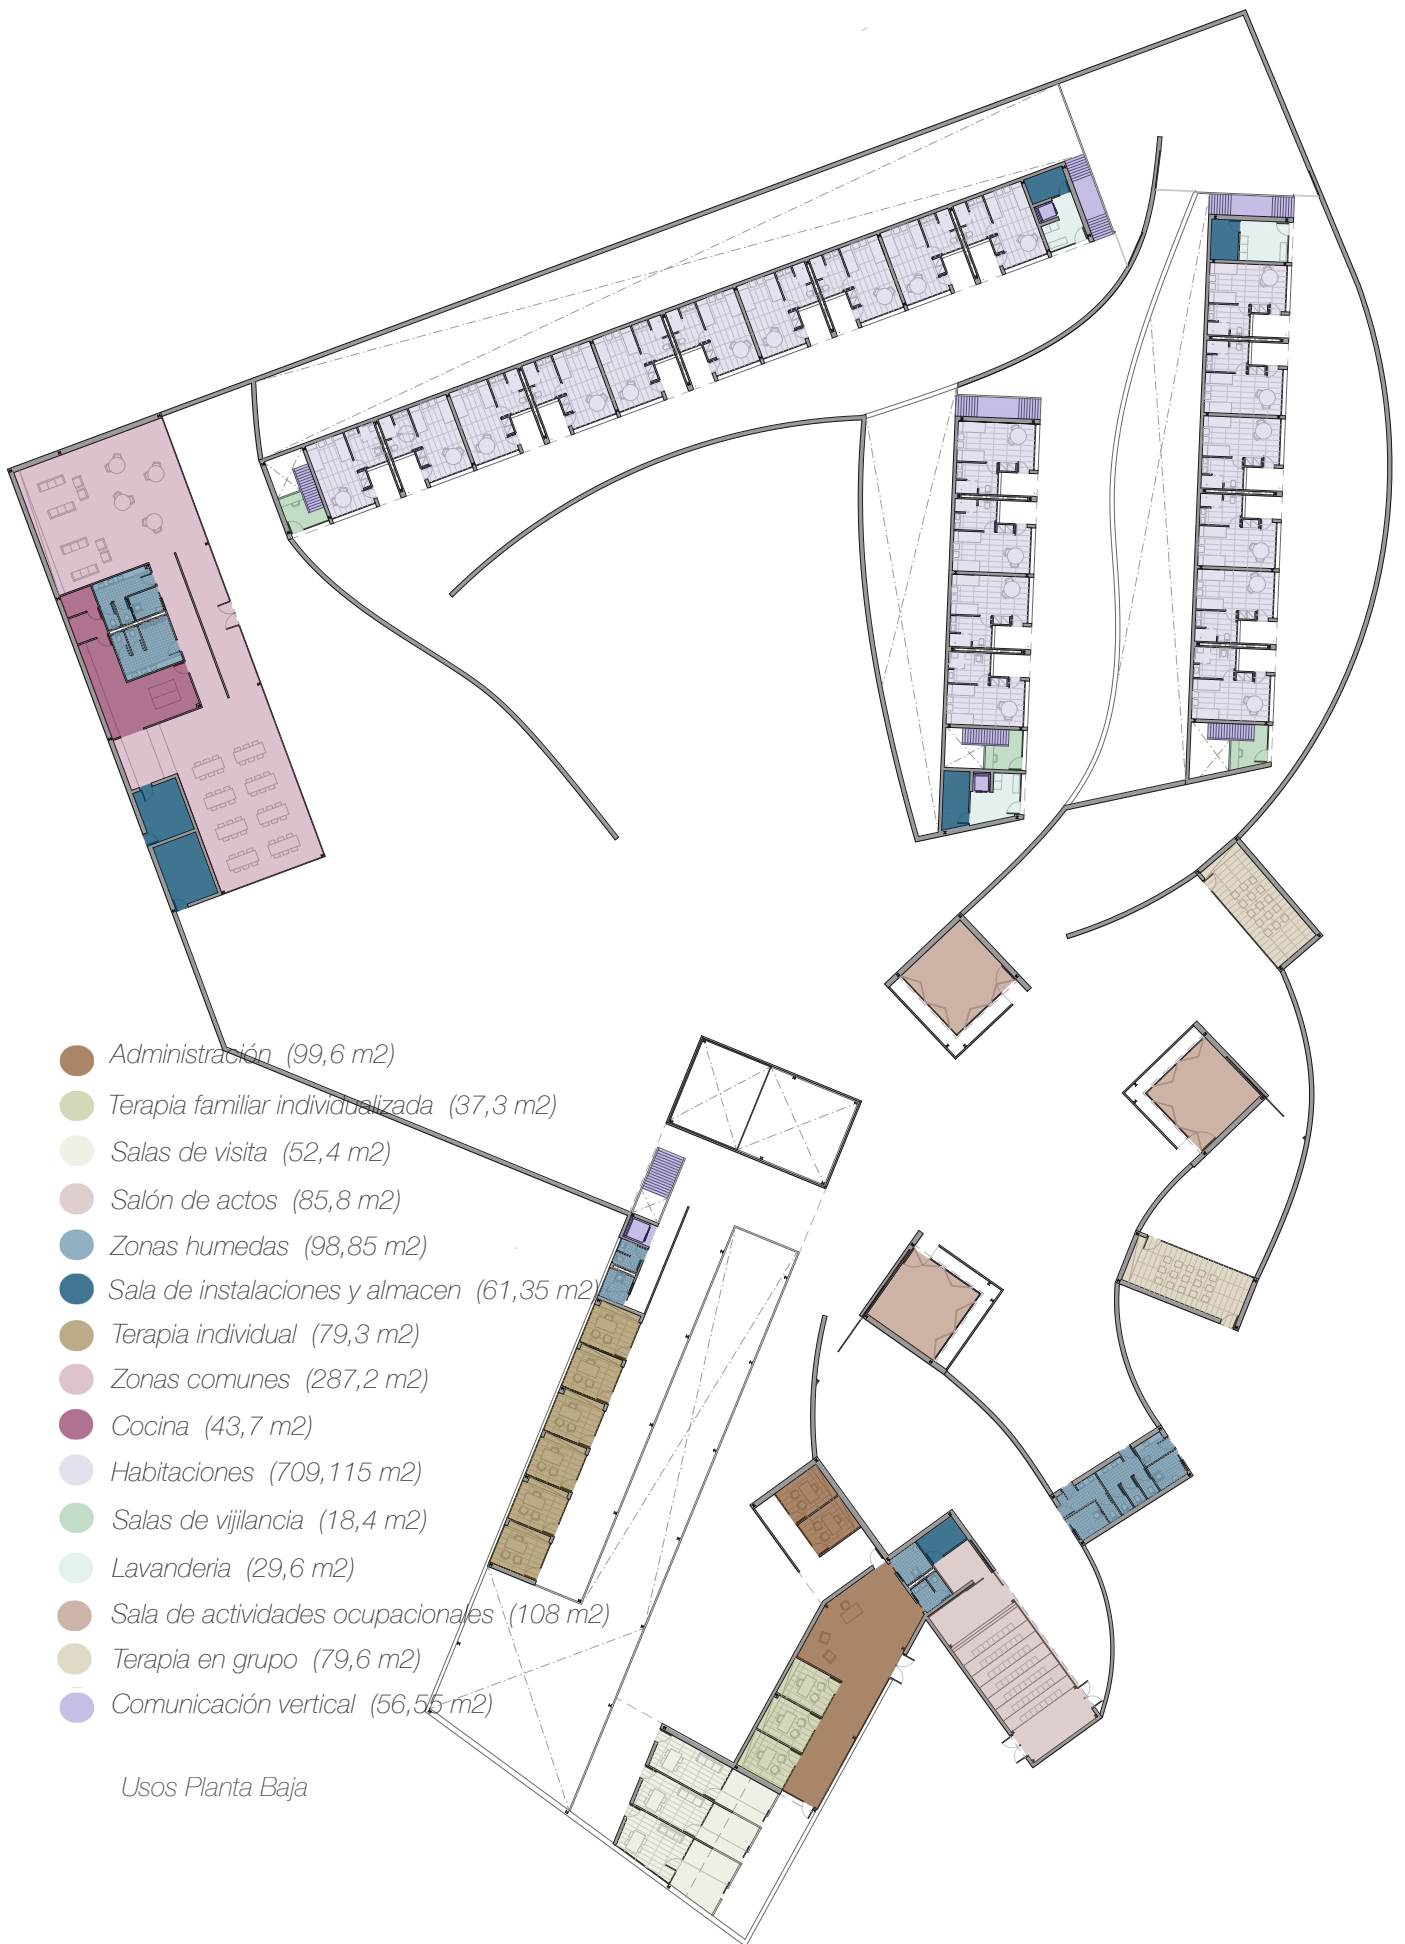 Administración (99,6 m2)
Terapia familiar individualizada (37,3 m2)
Salas de visita (52,4 m2)
Salón de actos (85,8 m2)
Zonas humedas (98,85 m2)
Sala de instalaciones y almacen (61,35 m2)
Terapia individual (79,3 m2)
Zonas comunes (287,2 m2)
Cocina (43,7 m2)
Habitaciones (709,115 m2)
Salas de vijilancia (18,4 m2)
Lavanderia (29,6 m2)
Sala de actividades ocupacionales (108 m2)
Terapia en grupo (79,6 m2)
Comunicación vertical (56,55 m2)
Usos Planta Baja